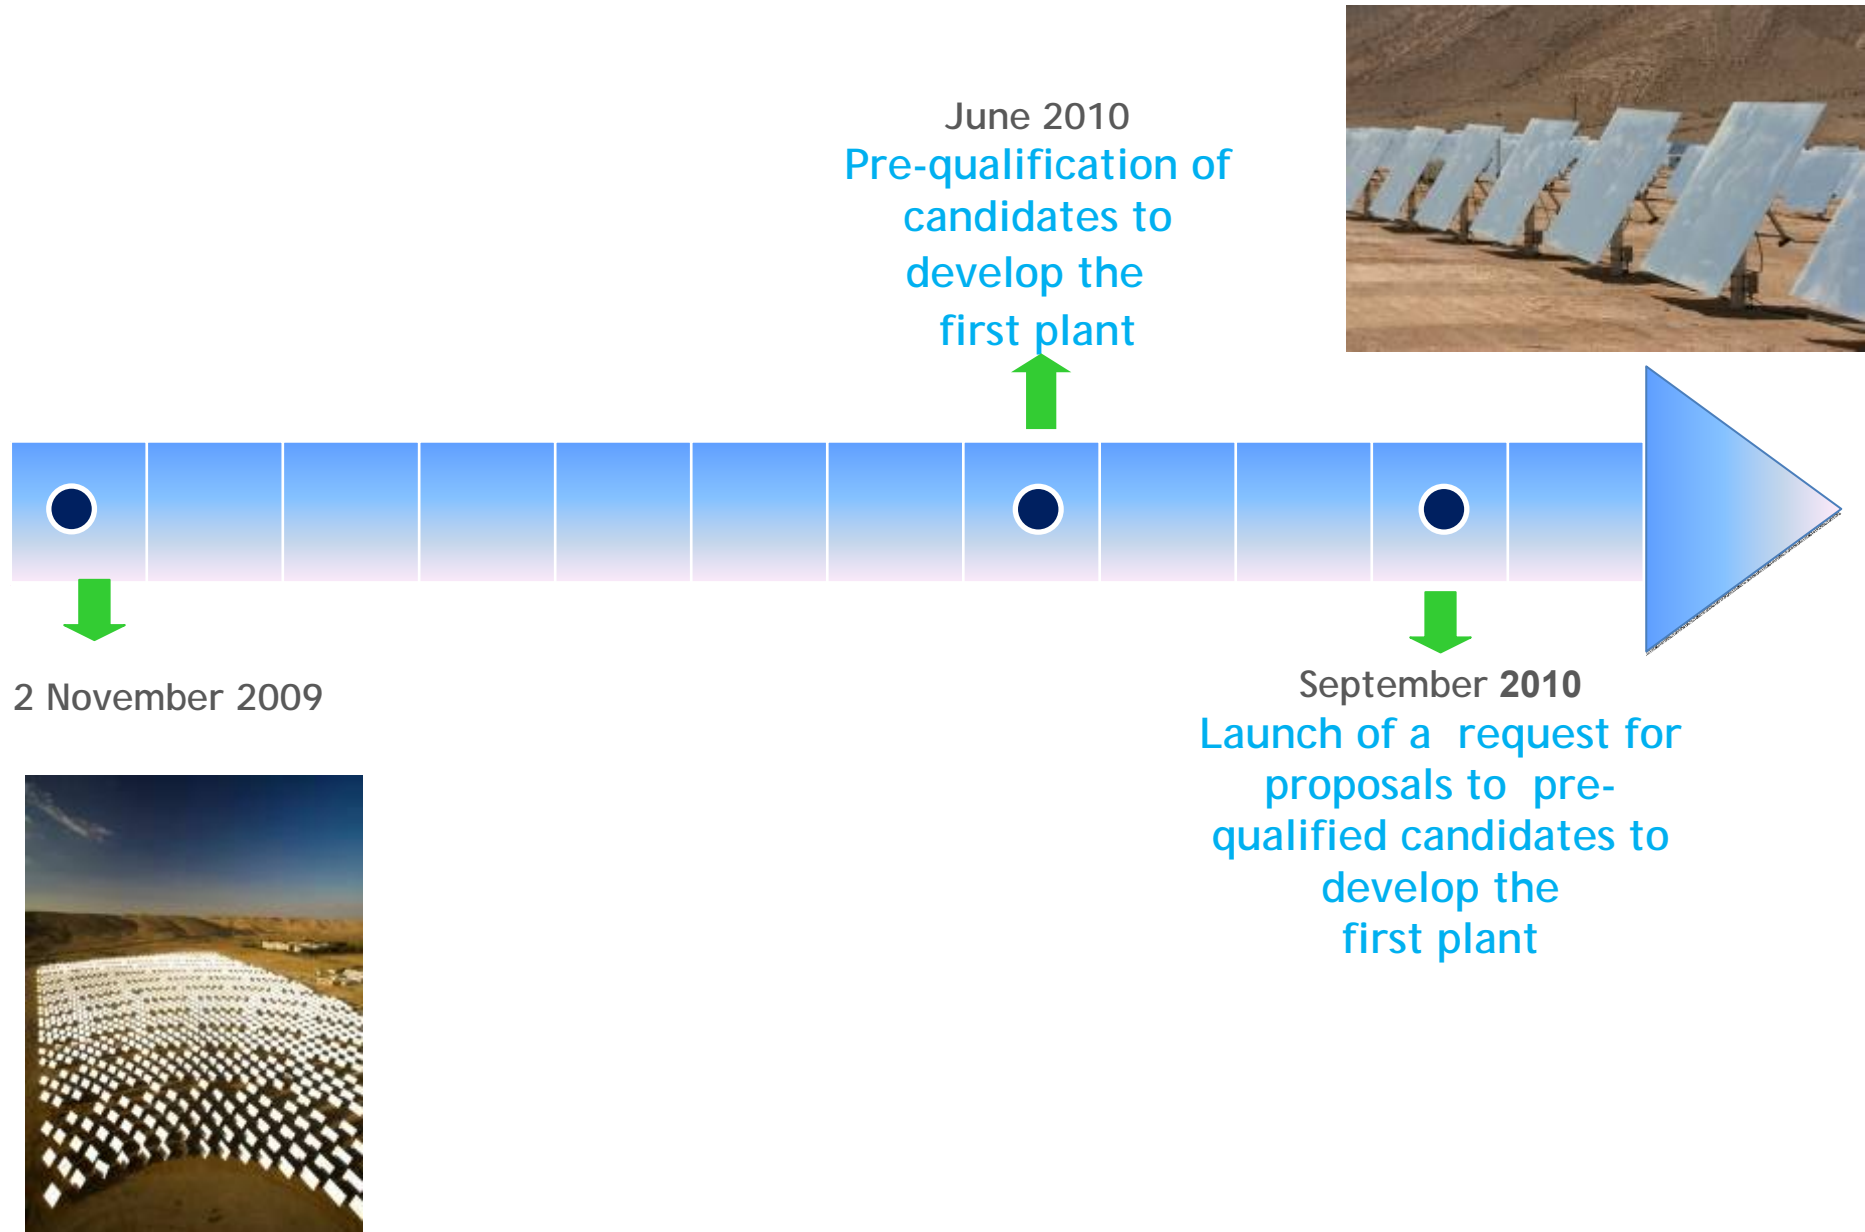 June 2010
Pre-qualification of
candidates to
develop the
first plant
2 November 2009
September 2010
Launch of a request for
proposals to pre-
qualified candidates to
develop the
first plant